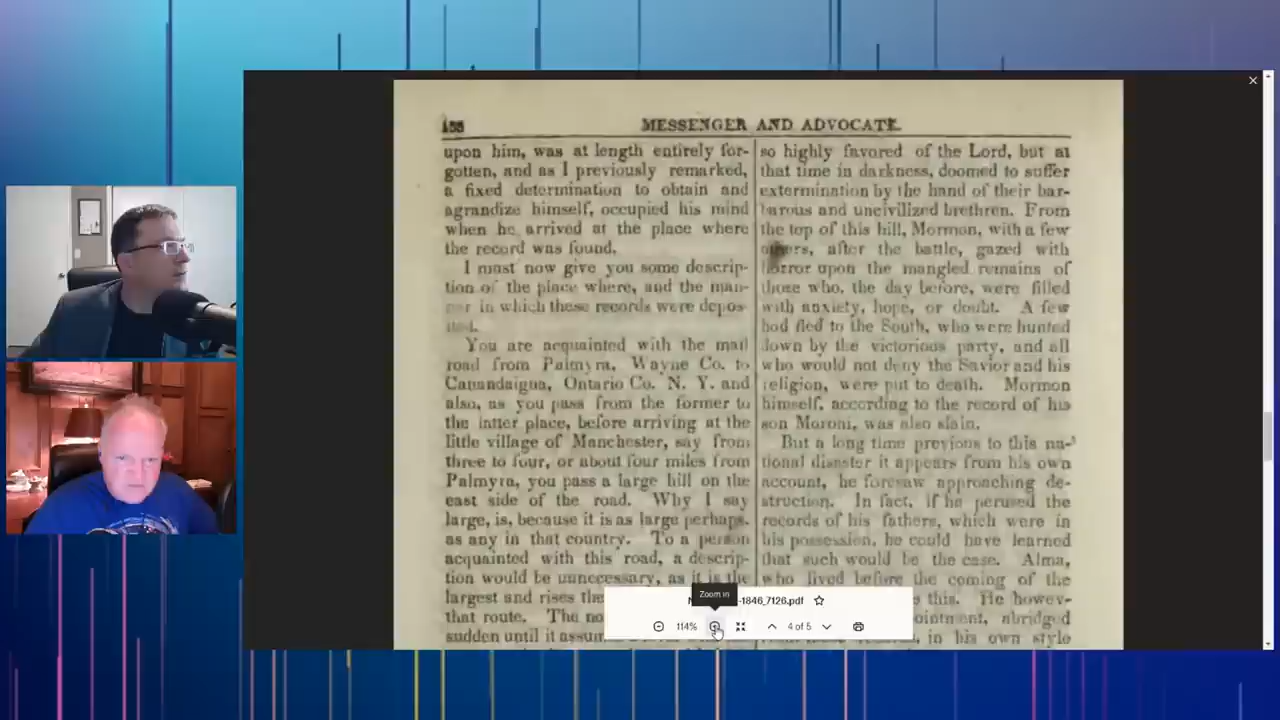 158
MESSENGER AND ADVOCATE.
upon him, was at length entirely for-
gotten, and as I previously remarked,
a fixed determination to obtain and
agrandize himself, occupied his mind
when he arrived at the place where
the record was found.
I must now give you some descrip-
tion of the place where, and the man-
ner in which these records were depos-
ited.
You are acquainted with the mail
road from Palmyra, Wayne Co. to
Canandaigua, Ontario Co. N. Y. and
also, as you pass from the former to
the latter place, before arriving at the
little village of Manchester, say from
three to four, or about four miles from
Palmyra, you pass a large hill on the
east side of the road. Why I say
large, is, because it is as large perhaps,
as any in that country. To a person
acquainted with this road, a descrip-
tion would be unnecessary, as it is the
largest and rises the
that route. The no
sudden until it assum
so highly favored of the Lord, but at
that time in darkness, doomed to suffer
extermination by the hand of their bar-
barous and uncivilized brethren. From
the top of this hill, Mormon, with a few
others, after the battle, gazed with
horror upon the mangled remains of
those who, the day before, were filled
with anxiety, hope, or doubt. A few
had fled to the South, who were hunted
down by the victorious party, and all
who would not deny the Savior and his
religion, were put to death. Mormon
himself, according to the record of his
son Moroni, was also slain.
But a long time previous to this na-
tional disaster it appears from his own
account, he foresaw approaching de-
struction. In fact, if he perused the
records of his fathers, which were in
his possession, he could have learned
that such would be the case. Alma,
who lived before the coming of the
s this. He howev-
ointment, abridged
in his own style
Zoom in
-1846_7126.pdf
114%
4 of 5